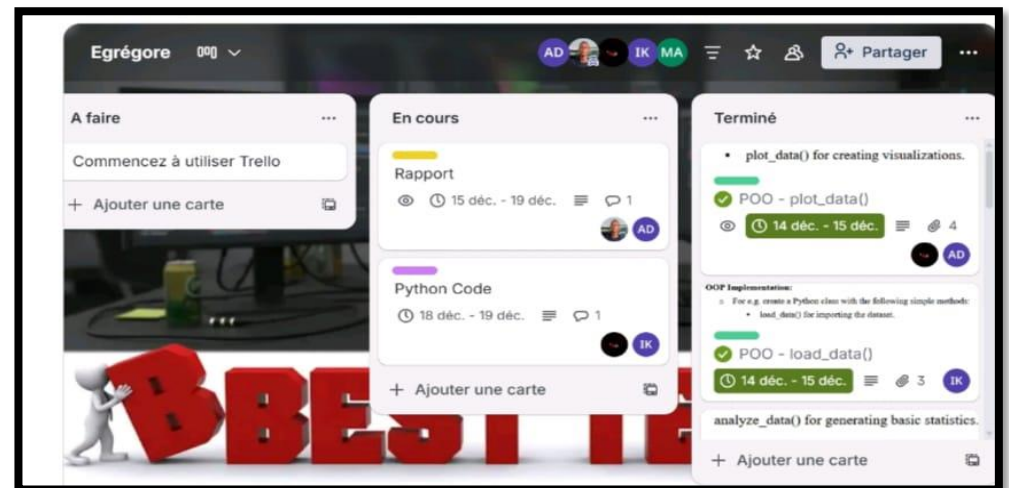 Egrégore
AD IK MA
Partager
A faire
Commencez à utiliser Trello
+ Ajouter une carte
En cours
Rapport
15 déc. - 19 déc. 1
AD
Python Code
18 déc. - 19 déc. 1
IK
+ Ajouter une carte
Terminé
• plot_data() for creating visualizations.
POO - plot_data()
14 déc. - 15 déc. 4
AD
OOP Implementation:
o For e.g. create a Python class with the following simple methods:
• load_data() for importing the dataset.
POO - load_data()
14 déc. - 15 déc. 3 IK
analyze_data() for generating basic statistics.
+ Ajouter une carte
BBEST TE